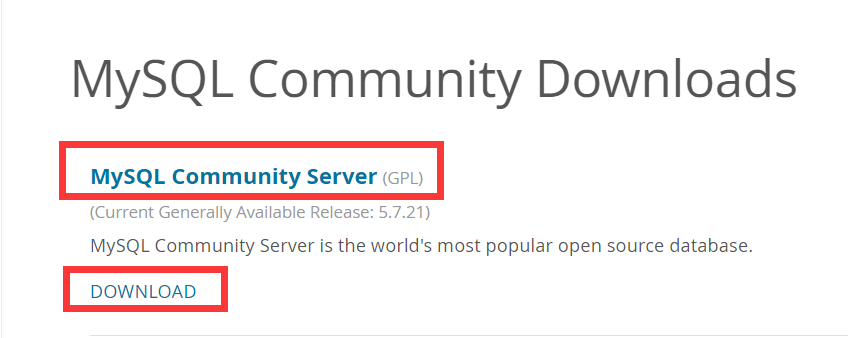 MySQL Community Downloads
MySQL Community Server (GPL)
(Current Generally Available Release: 5.7.21)
MySQL Community Server is the world's most popular open source database.
DOWNLOAD